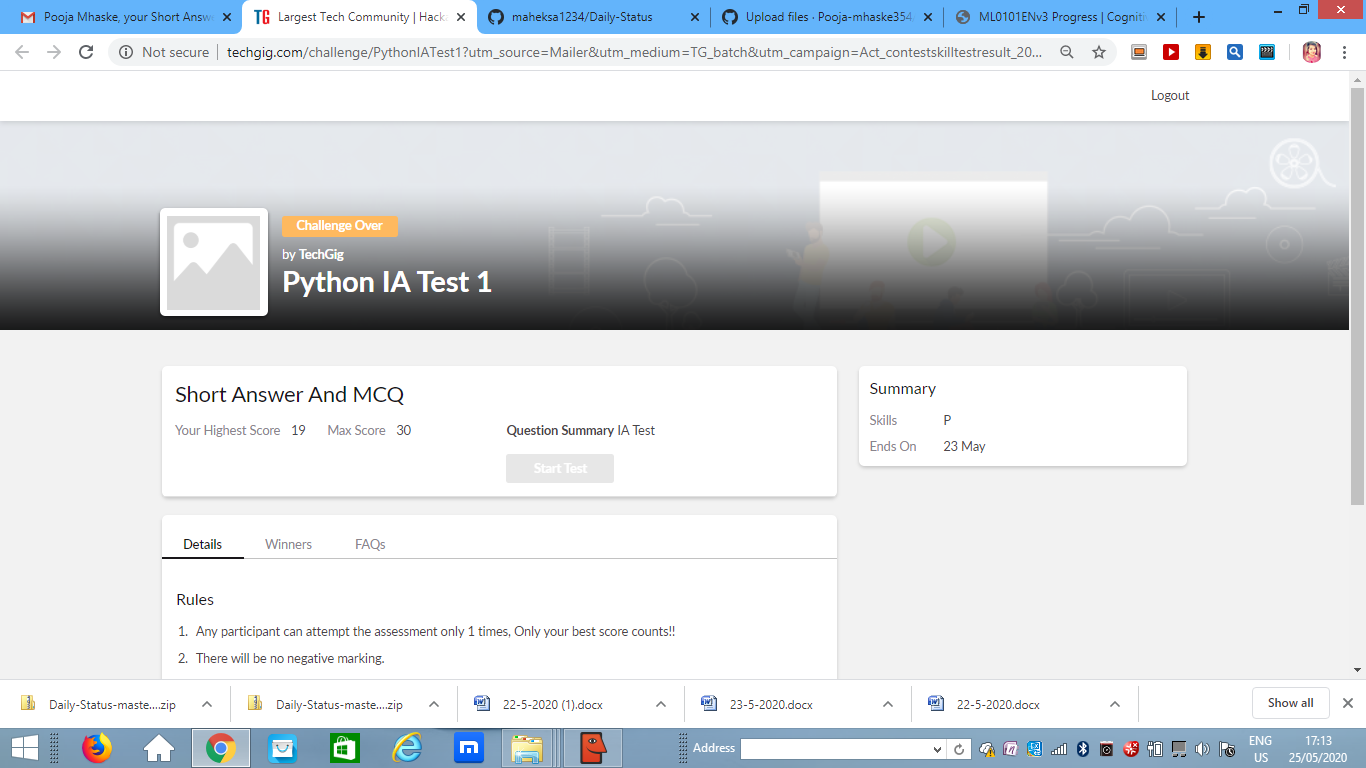 Pooja Mhaske, your Short Answ
TG Largest Tech Community | Hack
maheksa1234/Daily-Status
Upload files · Pooja-mhaske354
ML0101ENv3 Progress | Cogniti
Not secure | techgig.com/challenge/PythonIATest1?utm_source=Mailer&utm_medium=TG_batch&utm_campaign=Act_contestskilltestresult_20...
Logout
Challenge Over
by TechGig
Python IA Test 1
Short Answer And MCQ
Your Highest Score 19 Max Score 30
Question Summary IA Test
Start Test
Summary
Skills P
Ends On 23 May
Details Winners FAQs
Rules
1. Any participant can attempt the assessment only 1 times, Only your best score counts!!
2. There will be no negative marking.
Daily-Status-maste....zip
Daily-Status-maste....zip
22-5-2020 (1).docx
23-5-2020.docx
22-5-2020.docx
Show all
Address
ENG
US
17:13
25/05/2020